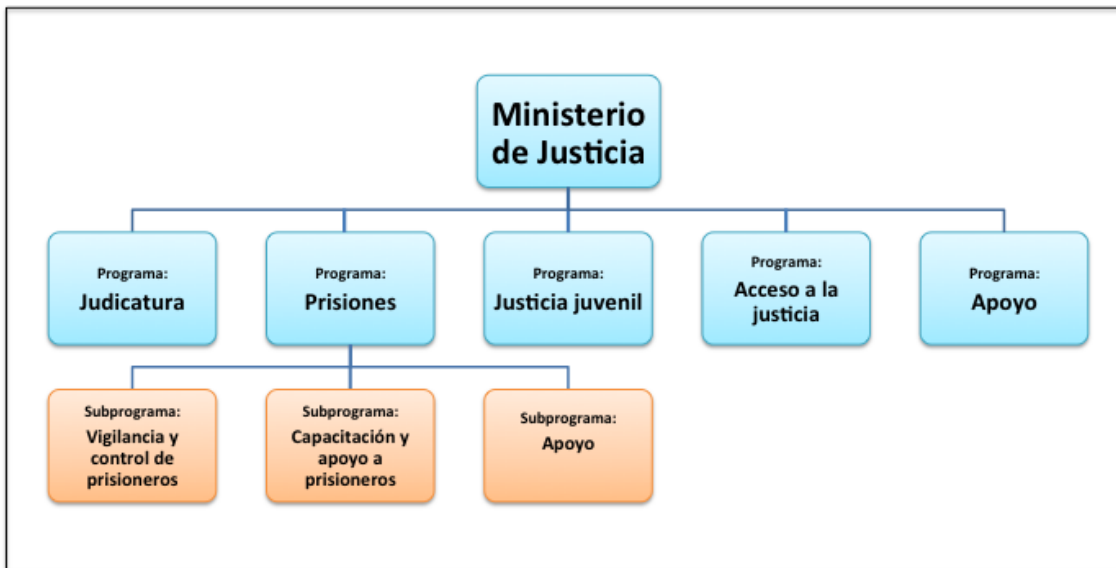 Ministerio
de Justicia
Programa:
Judicatura
Programa:
Prisiones
Programa:
Justicia juvenil
Programa:
Acceso a la
justicia
Programa:
Apoyo
Subprograma:
Vigilancia y
control de
prisioneros
Subprograma:
Capacitación y
apoyo a
prisioneros
Subprograma:
Apoyo